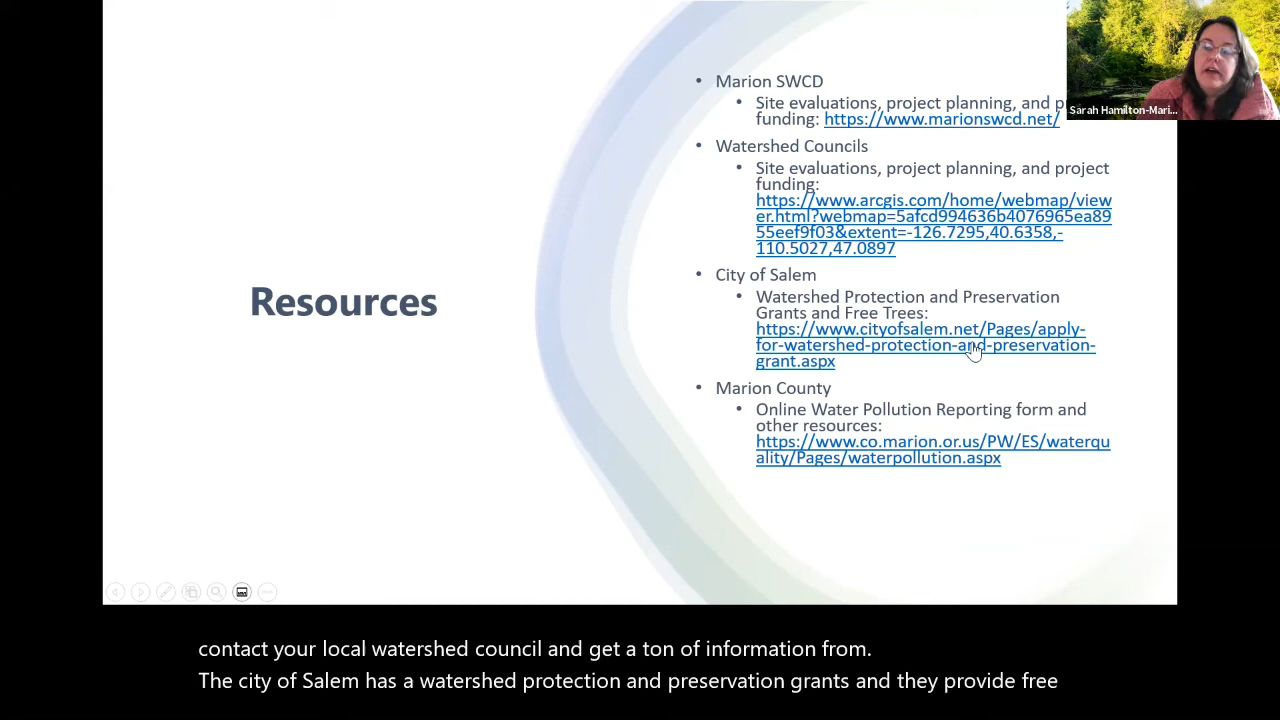 Resources
• Marion SWCD
• Site evaluations, project planning, and p
funding: https://www.marionswcd.net/
• Watershed Councils
• Site evaluations, project planning, and project
funding:
https://www.arcgis.com/home/webmap/view
er.html?webmap=5afcd994636b4076965ea89
55eef9f03&extent=-126.7295,40.6358,-
110.5027,47.0897
• City of Salem
• Watershed Protection and Preservation
Grants and Free Trees:
https://www.cityofsalem.net/Pages/apply-
for-watershed-protection-and-preservation-
grant.aspx
• Marion County
• Online Water Pollution Reporting form and
other resources:
https://www.co.marion.or.us/PW/ES/waterqu
ality/Pages/waterpollution.aspx
Sarah Hamilton-Mari...
contact your local watershed council and get a ton of information from.
The city of Salem has a watershed protection and preservation grants and they provide free